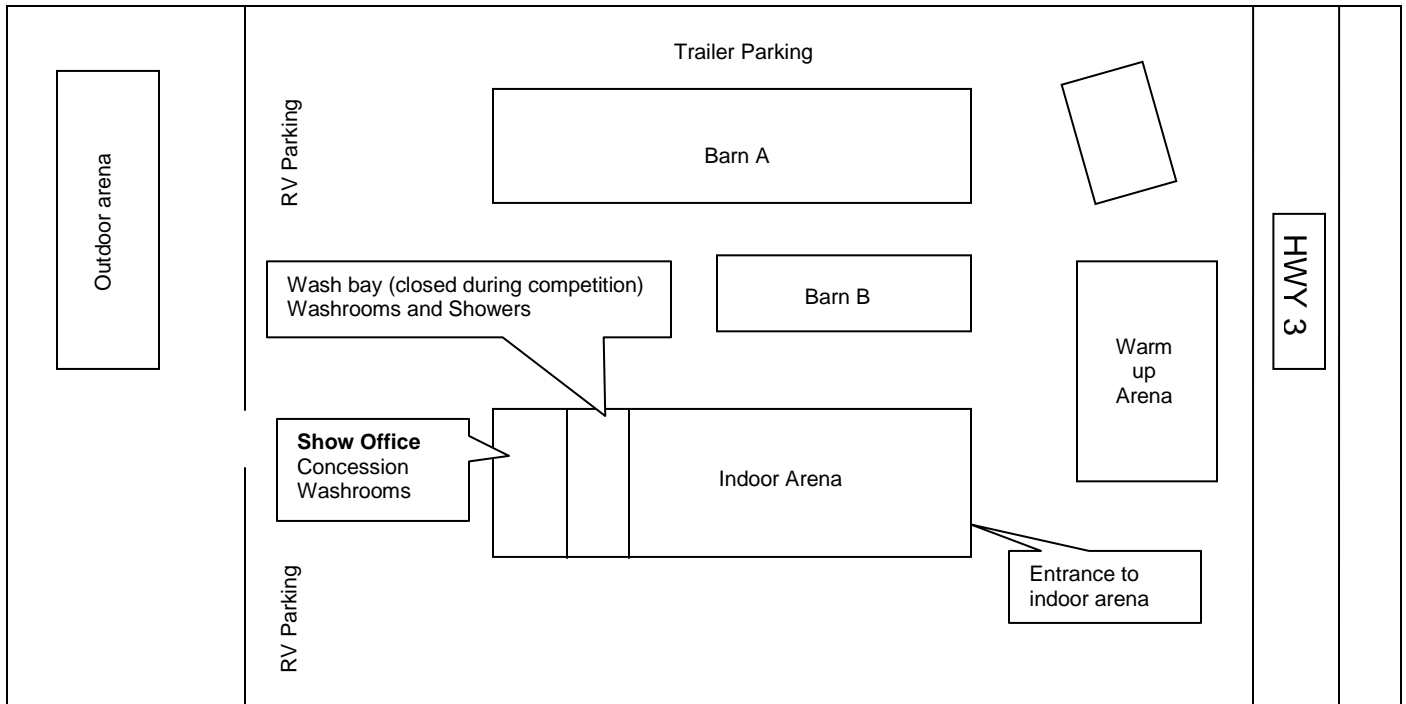 Trailer Parking
RV Parking
Barn A
Outdoor arena
HWY 3
Wash bay (closed during competition)
Washrooms and Showers
Barn B
Warm
up
Arena
Show Office
Concession
Washrooms
Indoor Arena
Entrance to
indoor arena
RV Parking